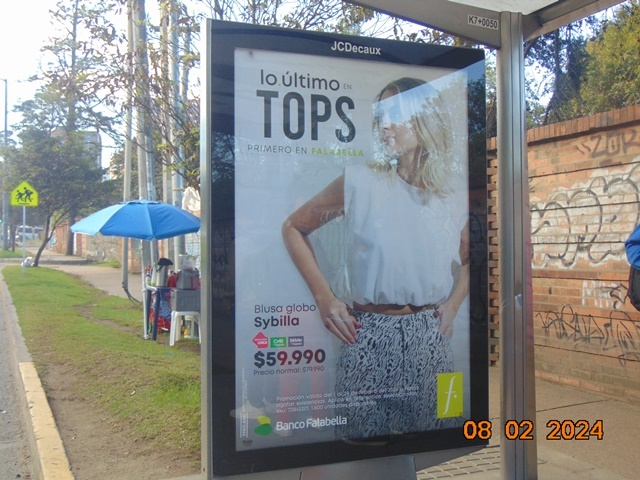 K7+0050
JCDecaux
lo último EN
TOPS
PRIMERO EN FALABELLA
Blusa globo
Sybilla
$59.990
Precio normal: $79.990
Banco Falabella
f.
08 02 2024